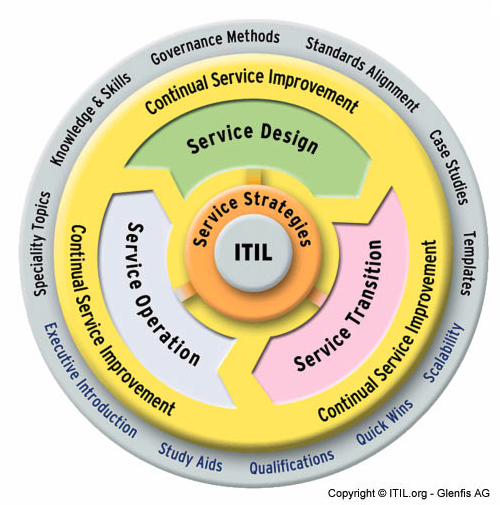 Governance Methods
Standards Alignment
Knowledge & Skills
Case Studies
Speciality Topics
Templates
Executive Introduction
Scalability
Study Aids
Quick Wins
Qualifications
Continual Service Improvement
Continual Service Improvement
Continual Service Improvement
Service Design
Service Operation
Service Transition
Service Strategies
ITIL
Copyright © ITIL.org - Glenfis AG